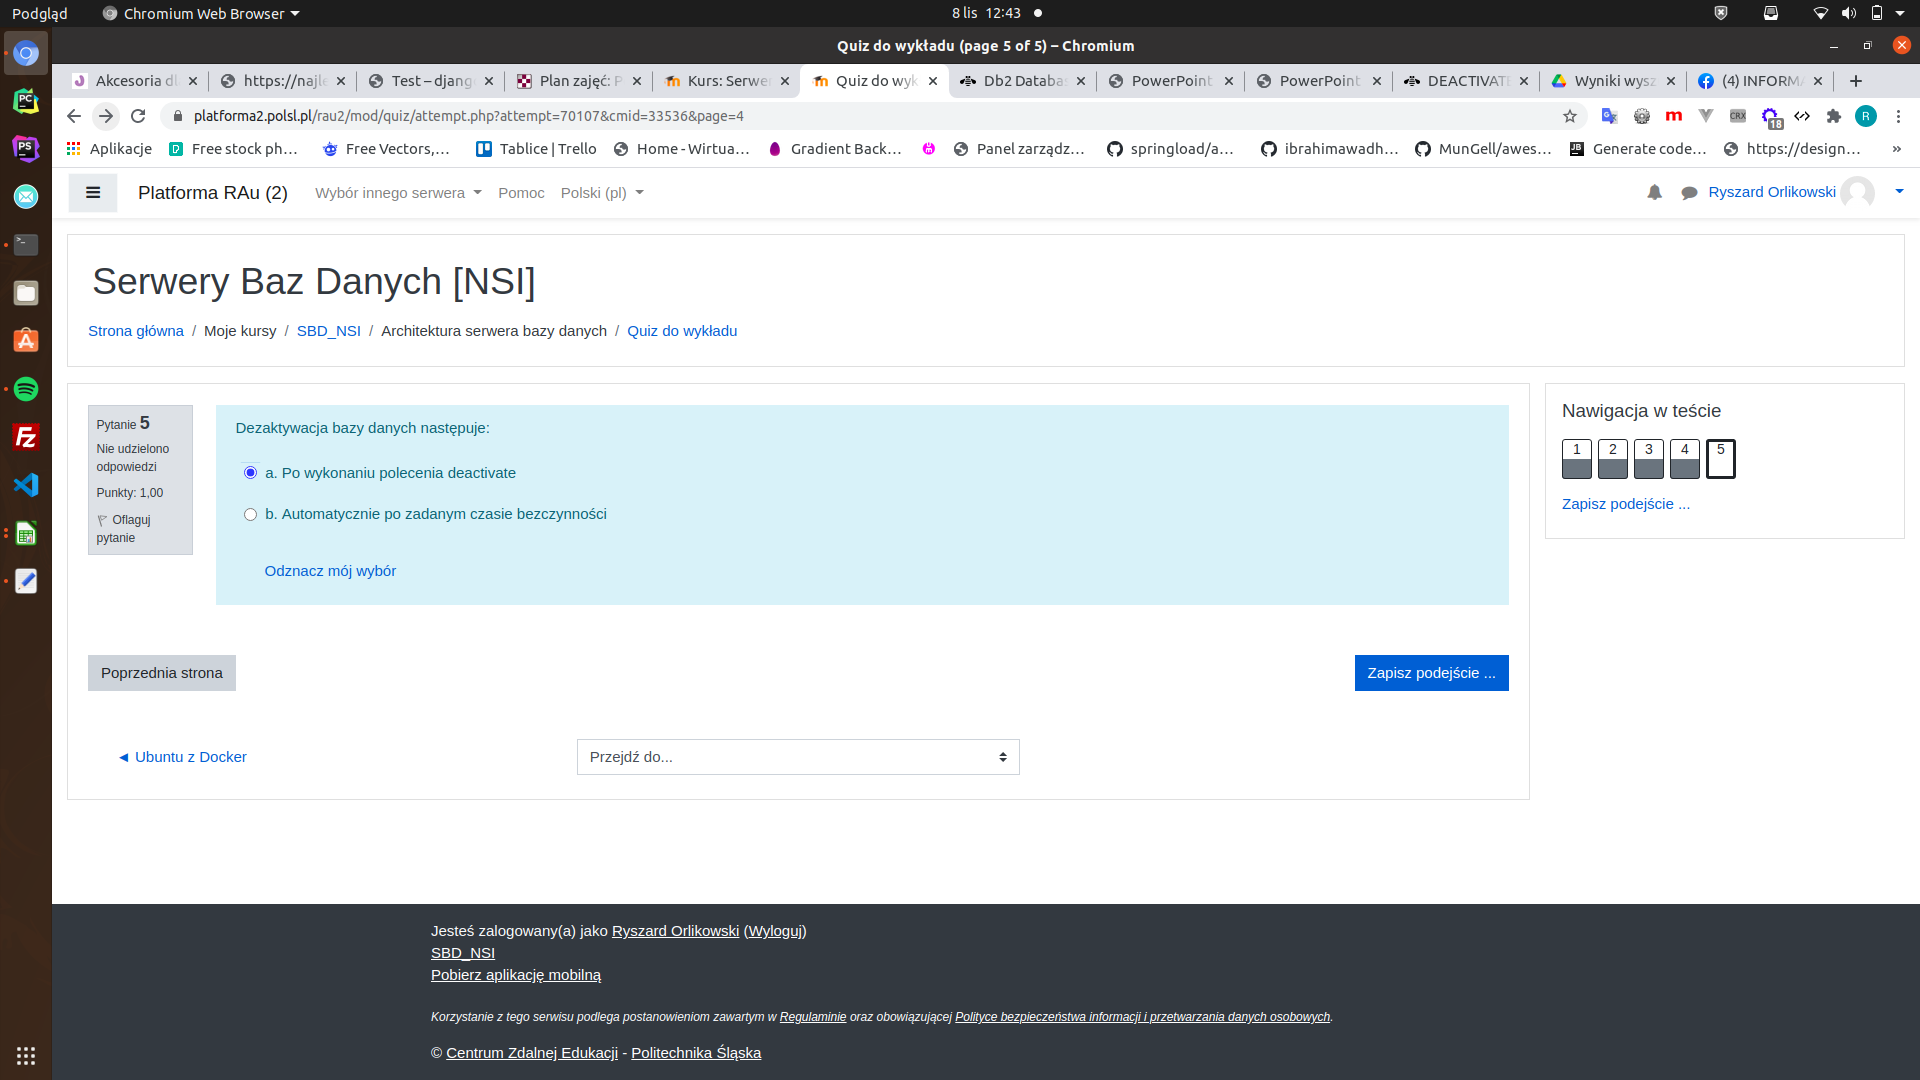 Podgląd
Chromium Web Browser
8 lis 12:43
Quiz do wykładu (page 5 of 5) – Chromium
Akcesoria dl
https://najle
Test – djang
Plan zajęć: P
Kurs: Serwer
Quiz do wyk
Db2 Databas
PowerPoint
PowerPoint
DEACTIVATE
Wyniki wysz
(4) INFORMA
platforma2.polsl.pl/rau2/mod/quiz/attempt.php?attempt=70107&cmid=33536&page=4
CRX
18
R
Aplikacje
Free stock ph…
Free Vectors,…
Tablice | Trello
Home - Wirtua…
Gradient Back…
Panel zarządz…
springload/a…
ibrahimawadh…
MunGell/awes…
Generate code…
https://design…
»
Platforma RAu (2)
Wybór innego serwera
Pomoc
Polski ‎(pl)‎
Ryszard Orlikowski
Serwery Baz Danych [NSI]
Strona główna / Moje kursy / SBD_NSI / Architektura serwera bazy danych / Quiz do wykładu
Pytanie 5
Nie udzielono
odpowiedzi
Punkty: 1,00
Oflaguj
pytanie
Dezaktywacja bazy danych następuje:
a. Po wykonaniu polecenia deactivate
b. Automatycznie po zadanym czasie bezczynności
Odznacz mój wybór
Nawigacja w teście
1 2 3 4 5
Zapisz podejście ...
Poprzednia strona
Zapisz podejście ...
◄ Ubuntu z Docker
Przejdź do...
Jesteś zalogowany(a) jako Ryszard Orlikowski (Wyloguj)
SBD_NSI
Pobierz aplikację mobilną
Korzystanie z tego serwisu podlega postanowieniom zawartym w Regulaminie oraz obowiązującej Polityce bezpieczeństwa informacji i przetwarzania danych osobowych.
© Centrum Zdalnej Edukacji - Politechnika Śląska